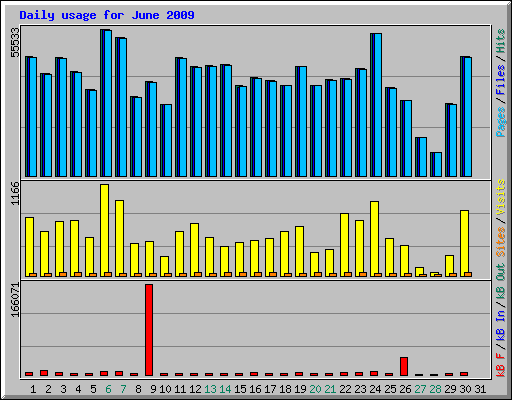 Daily usage for June 2009
55533
Pages / Files / Hits
1166
Sites / Visits
166071
kB F / kB In / kB Out
1 2 3 4 5 6 7 8 9 10 11 12 13 14 15 16 17 18 19 20 21 22 23 24 25 26 27 28 29 30 31